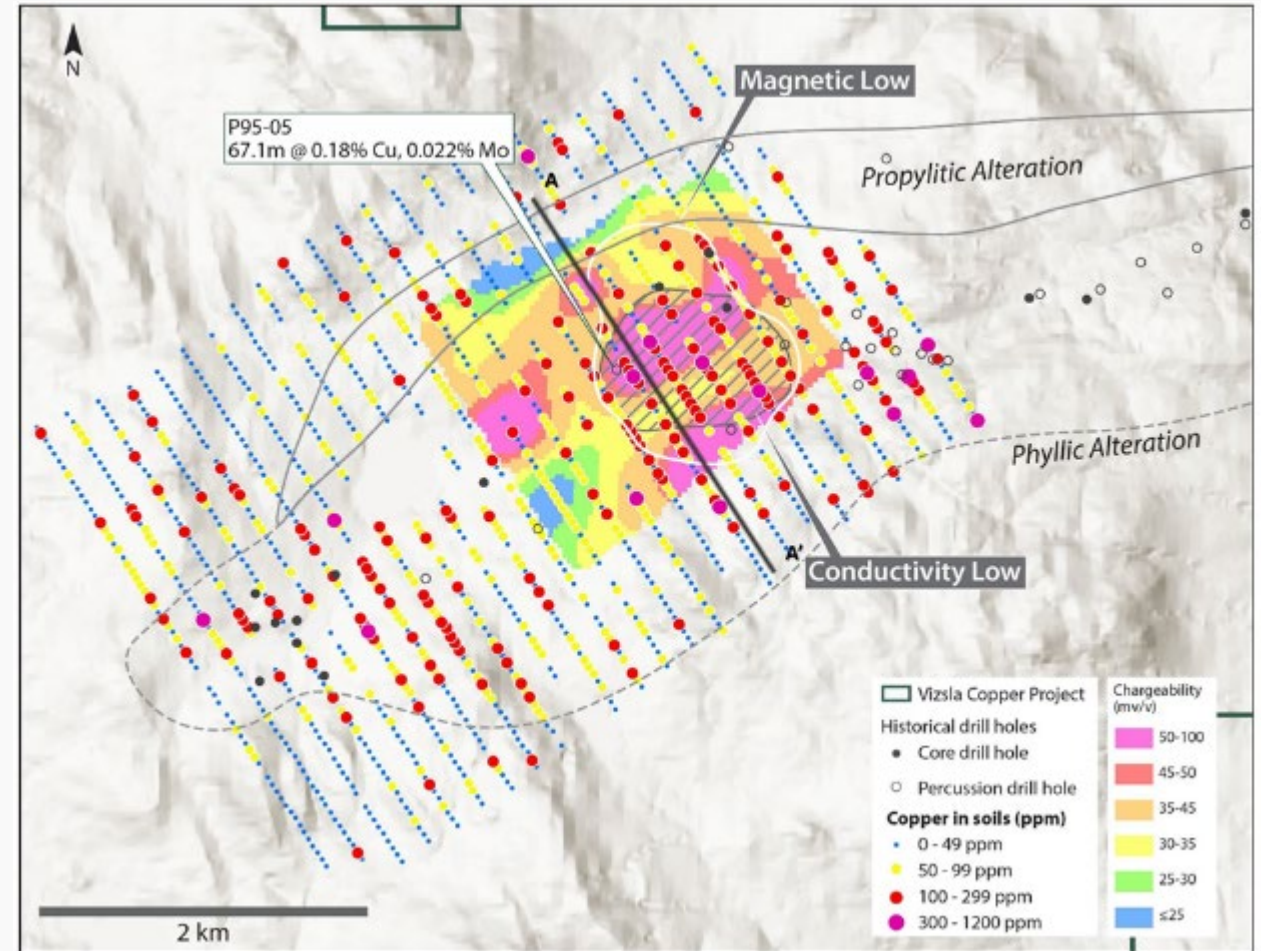 N
Magnetic Low
P95-05
67.1m @ 0.18% Cu, 0.022% Mo
A
Propylitic Alteration
Phyllic Alteration
A'
Conductivity Low
Vizsla Copper Project
Historical drill holes
Core drill hole
Percussion drill hole
Copper in soils (ppm)
0 - 49 ppm
50 - 99 ppm
100 - 299 ppm
300 - 1200 ppm
Chargeability
(mv/v)
50-100
45-50
35-45
30-35
25-30
≤25
2 km